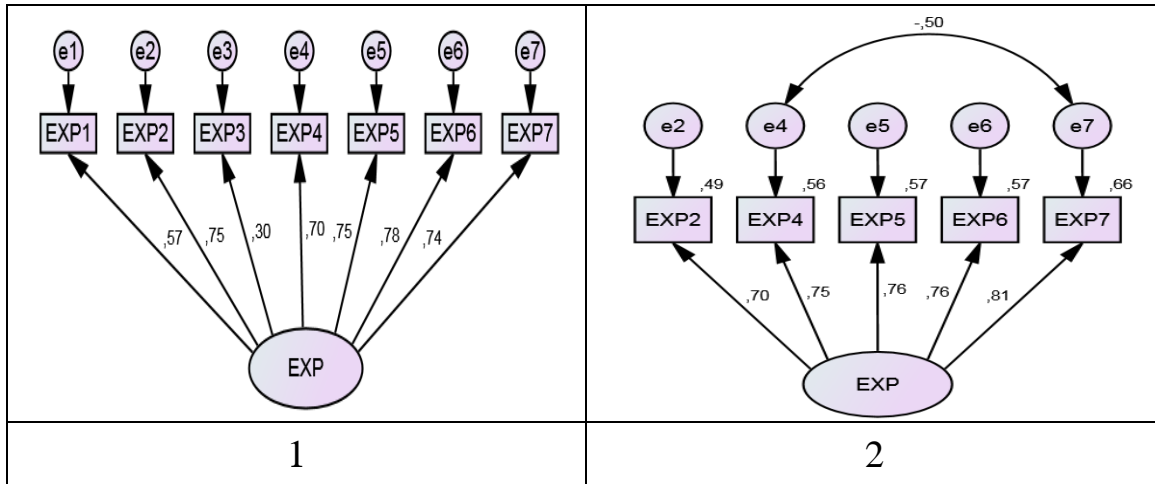 e1 e2 e3 e4 e5 e6 e7
EXP1 EXP2 EXP3 EXP4 EXP5 EXP6 EXP7
,57 ,75 ,30 ,70 ,75 ,78 ,74
EXP
1
-,50
e2 e4 e5 e6 e7
,49 ,56 ,57 ,57 ,66
EXP2 EXP4 EXP5 EXP6 EXP7
,70 ,75 ,76 ,76 ,81
EXP
2